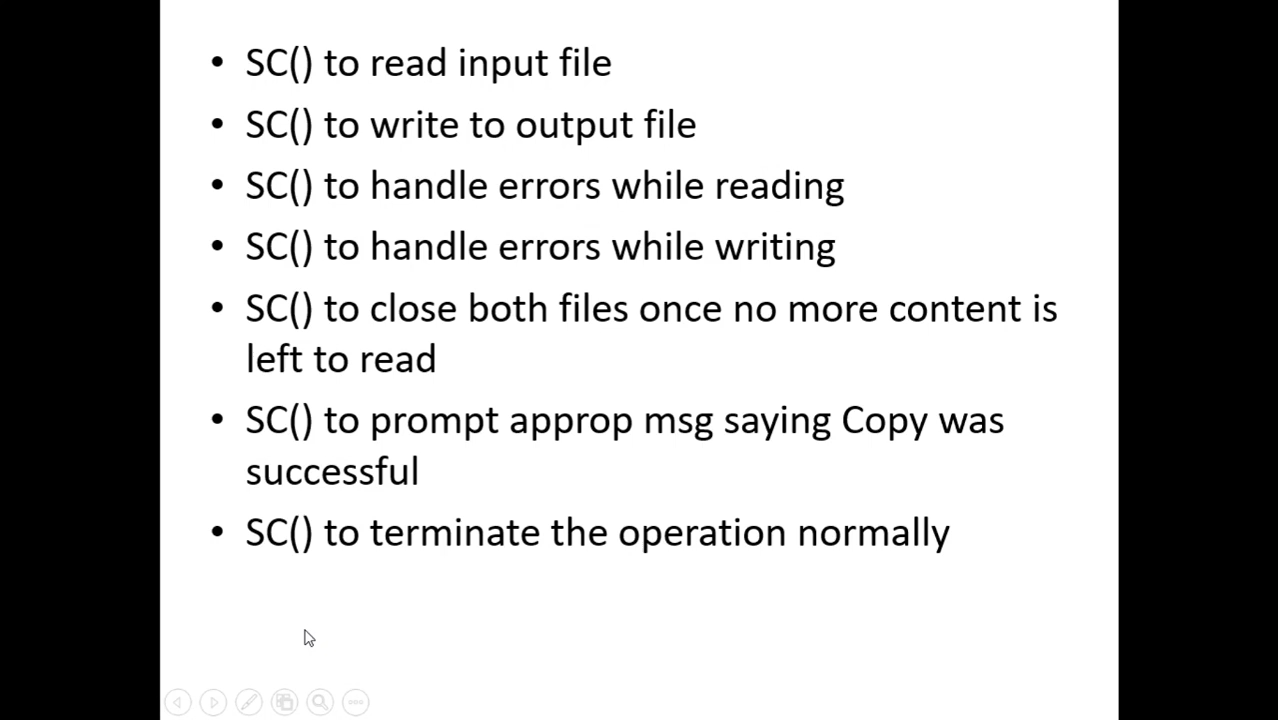 • SC() to read input file
• SC() to write to output file
• SC() to handle errors while reading
• SC() to handle errors while writing
• SC() to close both files once no more content is
left to read
• SC() to prompt approp msg saying Copy was
successful
• SC() to terminate the operation normally